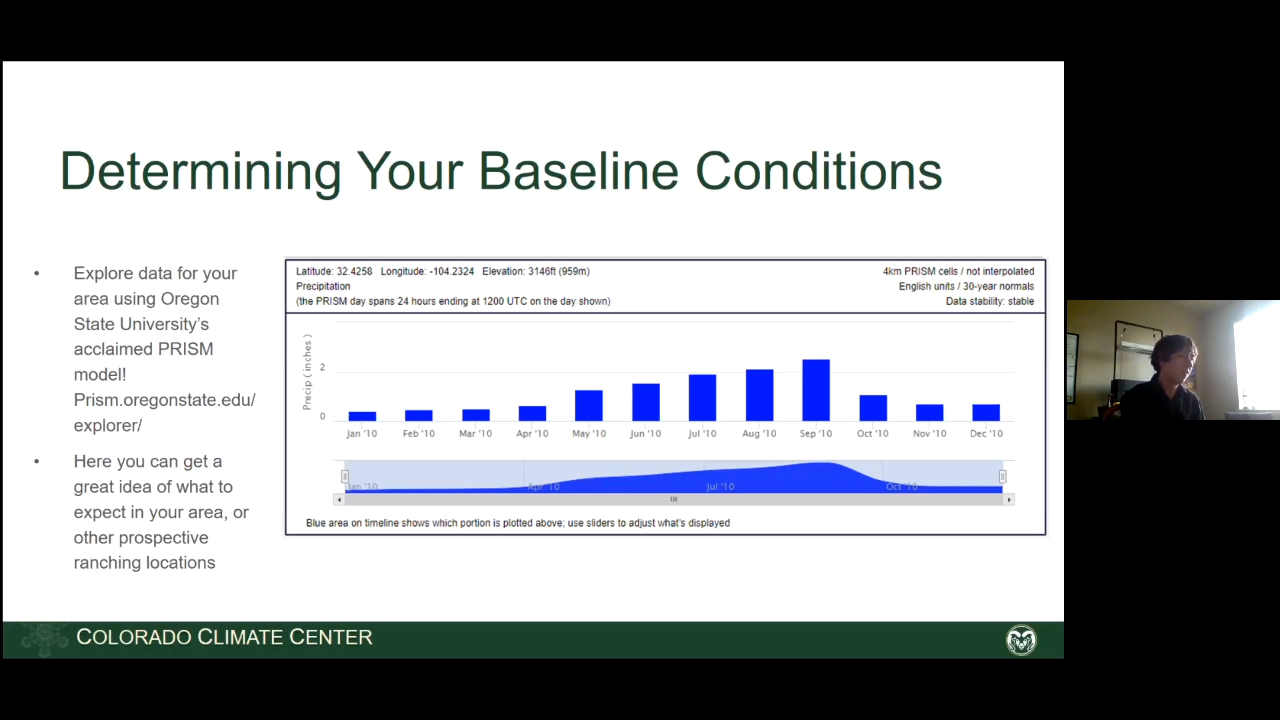 Determining Your Baseline Conditions
• Explore data for your
area using Oregon
State University's
acclaimed PRISM
model!
Prism.oregonstate.edu/
explorer/
• Here you can get a
great idea of what to
expect in your area, or
other prospective
ranching locations
Latitude: 32.4258 Longitude: -104.2324 Elevation: 3146ft (959m)
Precipitation
(the PRISM day spans 24 hours ending at 1200 UTC on the day shown)
4km PRISM cells / not interpolated
English units / 30-year normals
Data stability: stable
Precip ( inches )
2
0
Jan '10 Feb '10 Mar '10 Apr '10 May '10 Jun '10 Jul '10 Aug '10 Sep '10 Oct '10 Nov '10 Dec '10
Jan '10 Apr '10 Jul '10 Oct '10
Blue area on timeline shows which portion is plotted above; use sliders to adjust what's displayed
COLORADO CLIMATE CENTER